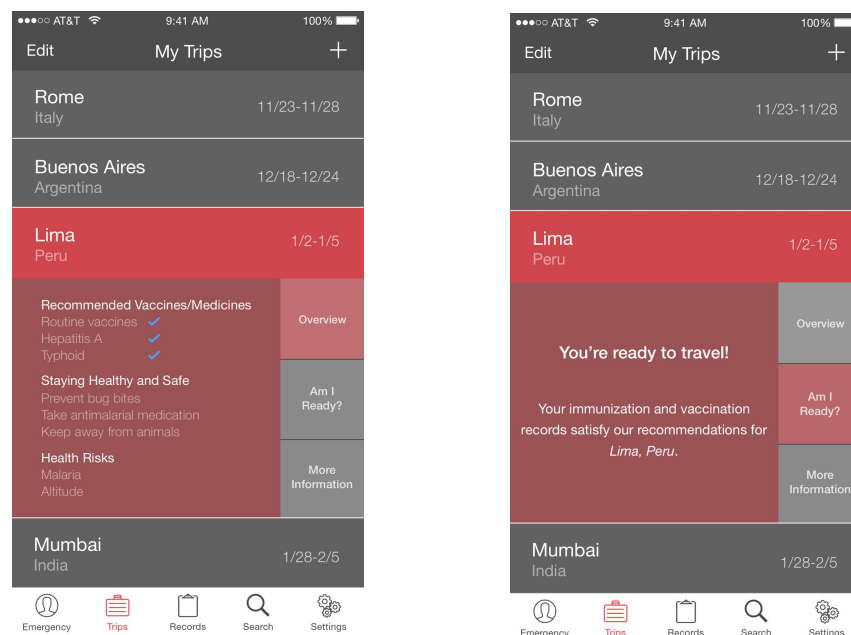 AT&T 9:41 AM 100%
Edit My Trips +
Rome
Italy
11/23-11/28
Buenos Aires
Argentina
12/18-12/24
Lima
Peru
1/2-1/5
Recommended Vaccines/Medicines
Routine vaccines
Hepatitis A
Typhoid
Staying Healthy and Safe
Prevent bug bites
Take antimalarial medication
Keep away from animals
Health Risks
Malaria
Altitude
Overview
Am I
Ready?
More
Information
Mumbai
India
1/28-2/5
Emergency Trips Records Search Settings
AT&T 9:41 AM 100%
Edit My Trips +
Rome
Italy
11/23-11/28
Buenos Aires
Argentina
12/18-12/24
Lima
Peru
1/2-1/5
You're ready to travel!
Your immunization and vaccination
records satisfy our recommendations for
Lima, Peru.
Overview
Am I
Ready?
More
Information
Mumbai
India
1/28-2/5
Emergency Trips Records Search Settings